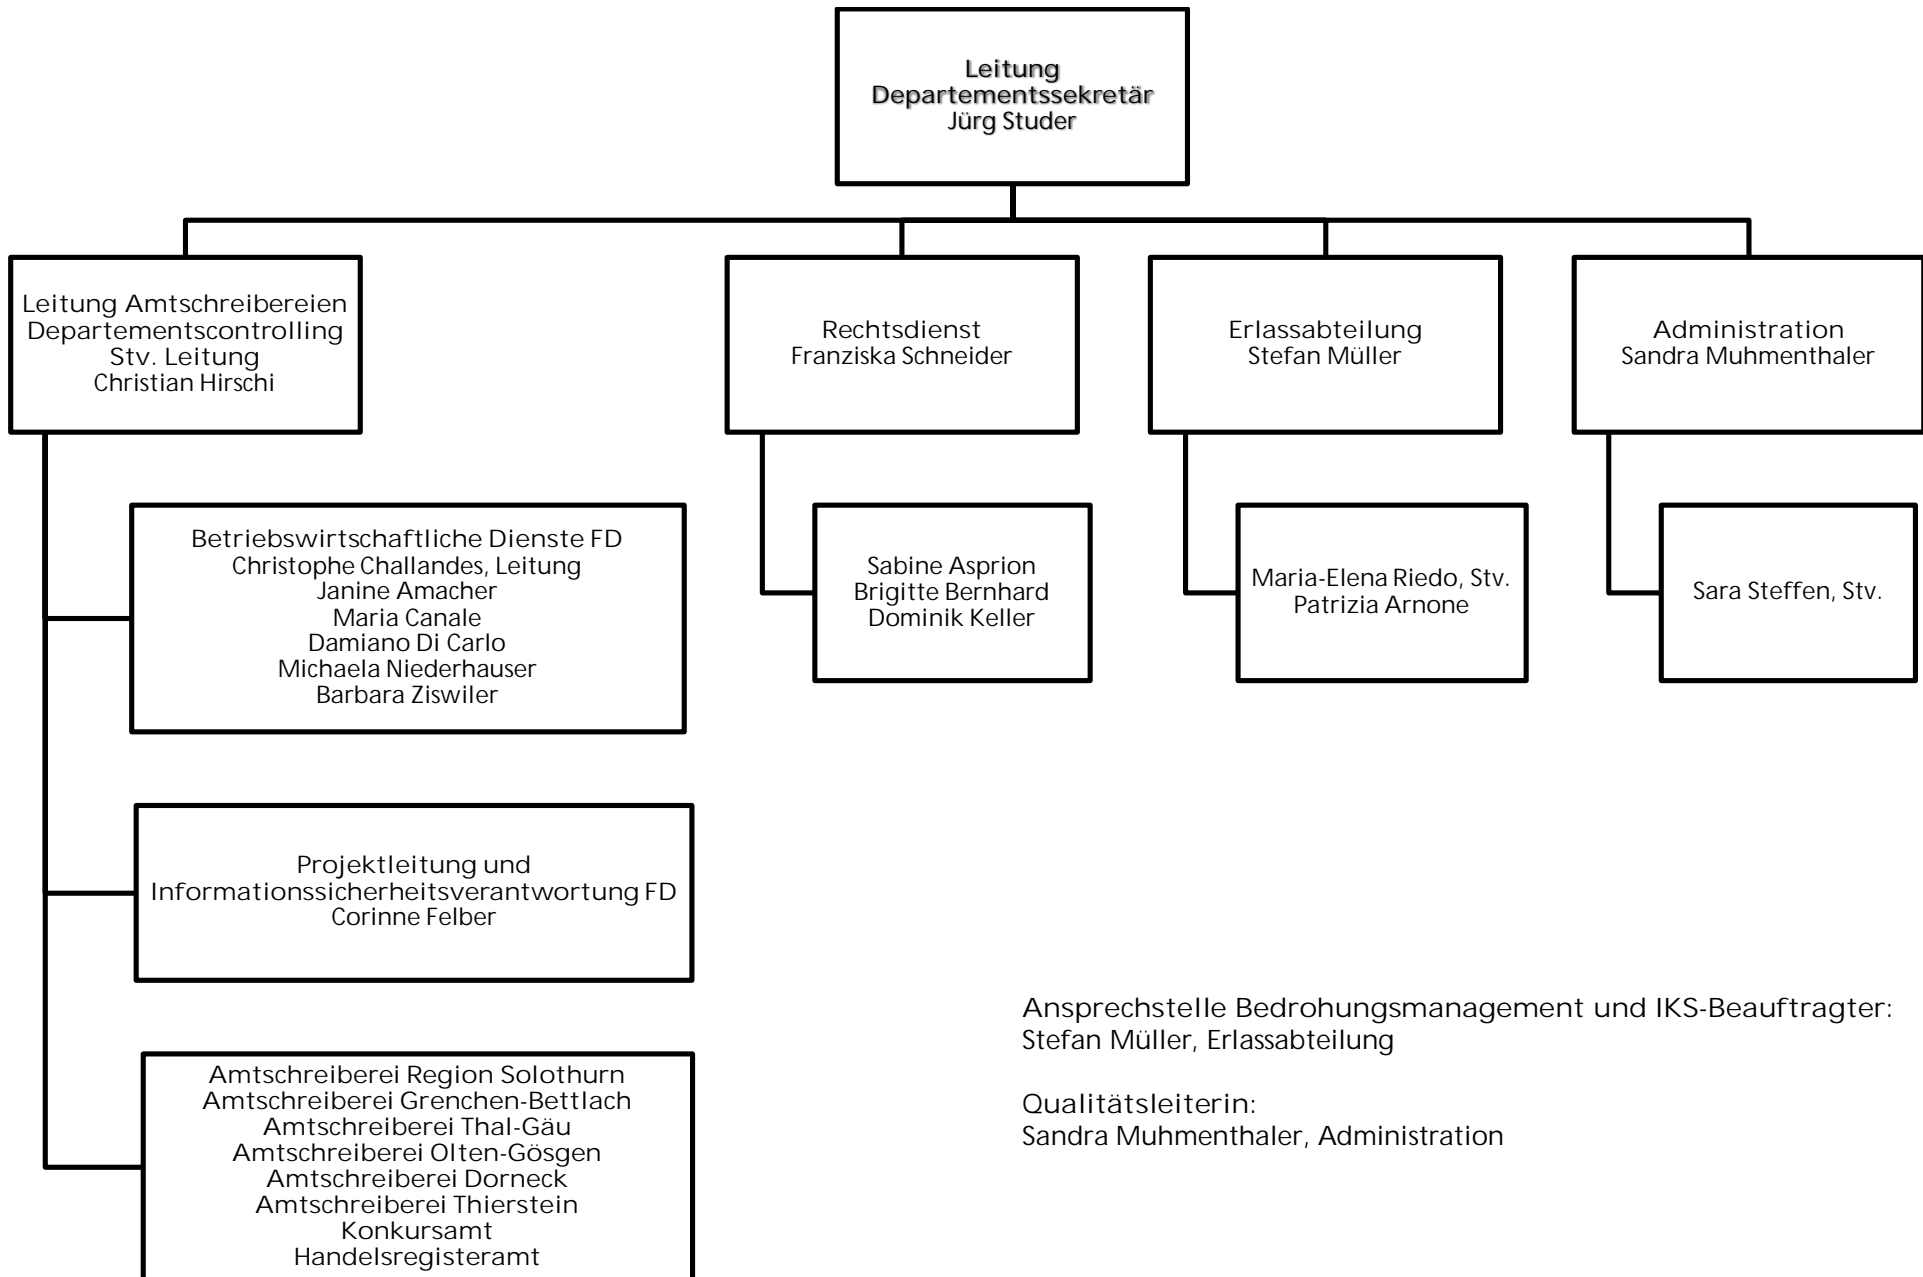 Leitung
Departementssekretär
Jürg Studer
Leitung Amtschreibereien
Departementscontrolling
Stv. Leitung
Christian Hirschi
Rechtsdienst
Franziska Schneider
Erlassabteilung
Stefan Müller
Administration
Sandra Muhmenthaler
Betriebswirtschaftliche Dienste FD
Christophe Challandes, Leitung
Janine Amacher
Maria Canale
Damiano Di Carlo
Michaela Niederhauser
Barbara Ziswiler
Sabine Asprion
Brigitte Bernhard
Dominik Keller
Maria-Elena Riedo, Stv.
Patrizia Arnone
Sara Steffen, Stv.
Projektleitung und
Informationssicherheitsverantwortung FD
Corinne Felber
Amtschreiberei Region Solothurn
Amtschreiberei Grenchen-Bettlach
Amtschreiberei Thal-Gäu
Amtschreiberei Olten-Gösgen
Amtschreiberei Dorneck
Amtschreiberei Thierstein
Konkursamt
Handelsregisteramt
Ansprechstelle Bedrohungsmanagement und IKS-Beauftragter:
Stefan Müller, Erlassabteilung
Qualitätsleiterin:
Sandra Muhmenthaler, Administration